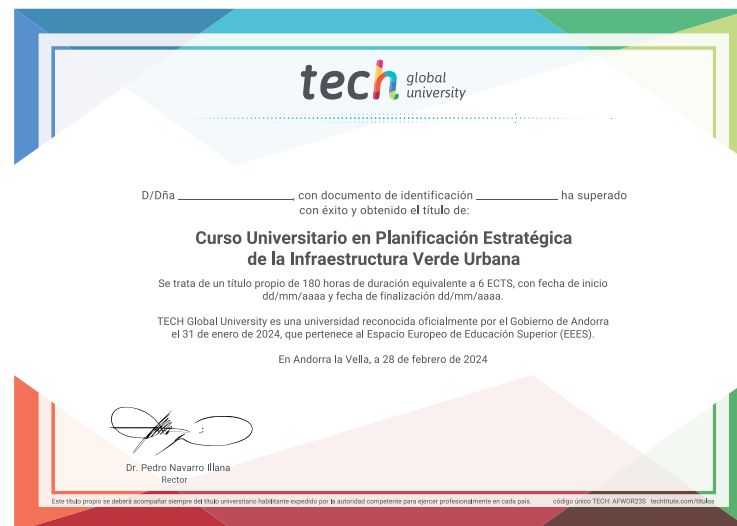 tech global university
D/Dña ____________________, con documento de identificación ______________ ha superado
con éxito y obtenido el título de:
Curso Universitario en Planificación Estratégica
de la Infraestructura Verde Urbana
Se trata de un título propio de 180 horas de duración equivalente a 6 ECTS, con fecha de inicio
dd/mm/aaaa y fecha de finalización dd/mm/aaaa.
TECH Global University es una universidad reconocida oficialmente por el Gobierno de Andorra
el 31 de enero de 2024, que pertenece al Espacio Europeo de Educación Superior (EEES).
En Andorra la Vella, a 28 de febrero de 2024
Dr. Pedro Navarro Illana
Rector
Este título propio se deberá acompañar siempre del título universitario habilitante expedido por la autoridad competente para ejercer profesionalmente en cada país. código único TECH: AFWOR23S techtitute.com/titulos